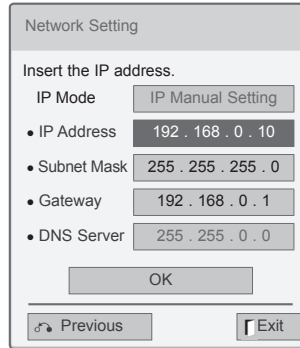 Network Setting
Insert the IP address.
IP Mode IP Manual Setting
• IP Address 192 . 168 . 0 . 10
• Subnet Mask 255 . 255 . 255 . 0
• Gateway 192 . 168 . 0 . 1
• DNS Server 255 . 255 . 0 . 0
OK
Previous Exit